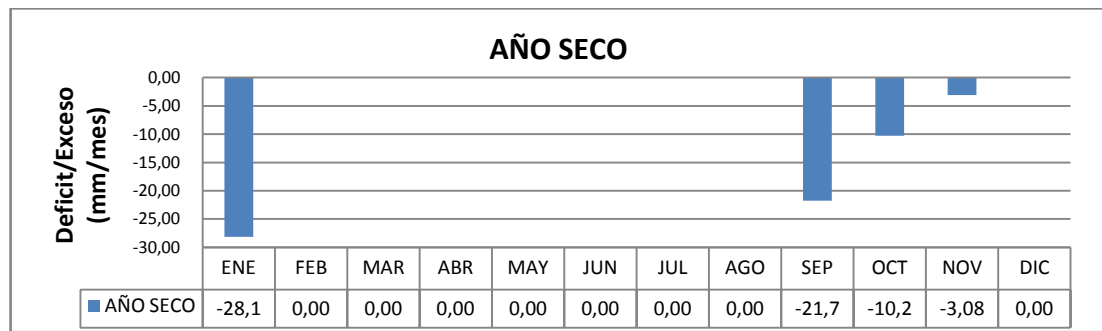 AÑO SECO
Deficit/Exceso
(mm/mes)
0,00
-5,00
-10,00
-15,00
-20,00
-25,00
-30,00
ENE FEB MAR ABR MAY JUN JUL AGO SEP OCT NOV DIC
AÑO SECO -28,1 0,00 0,00 0,00 0,00 0,00 0,00 0,00 -21,7 -10,2 -3,08 0,00